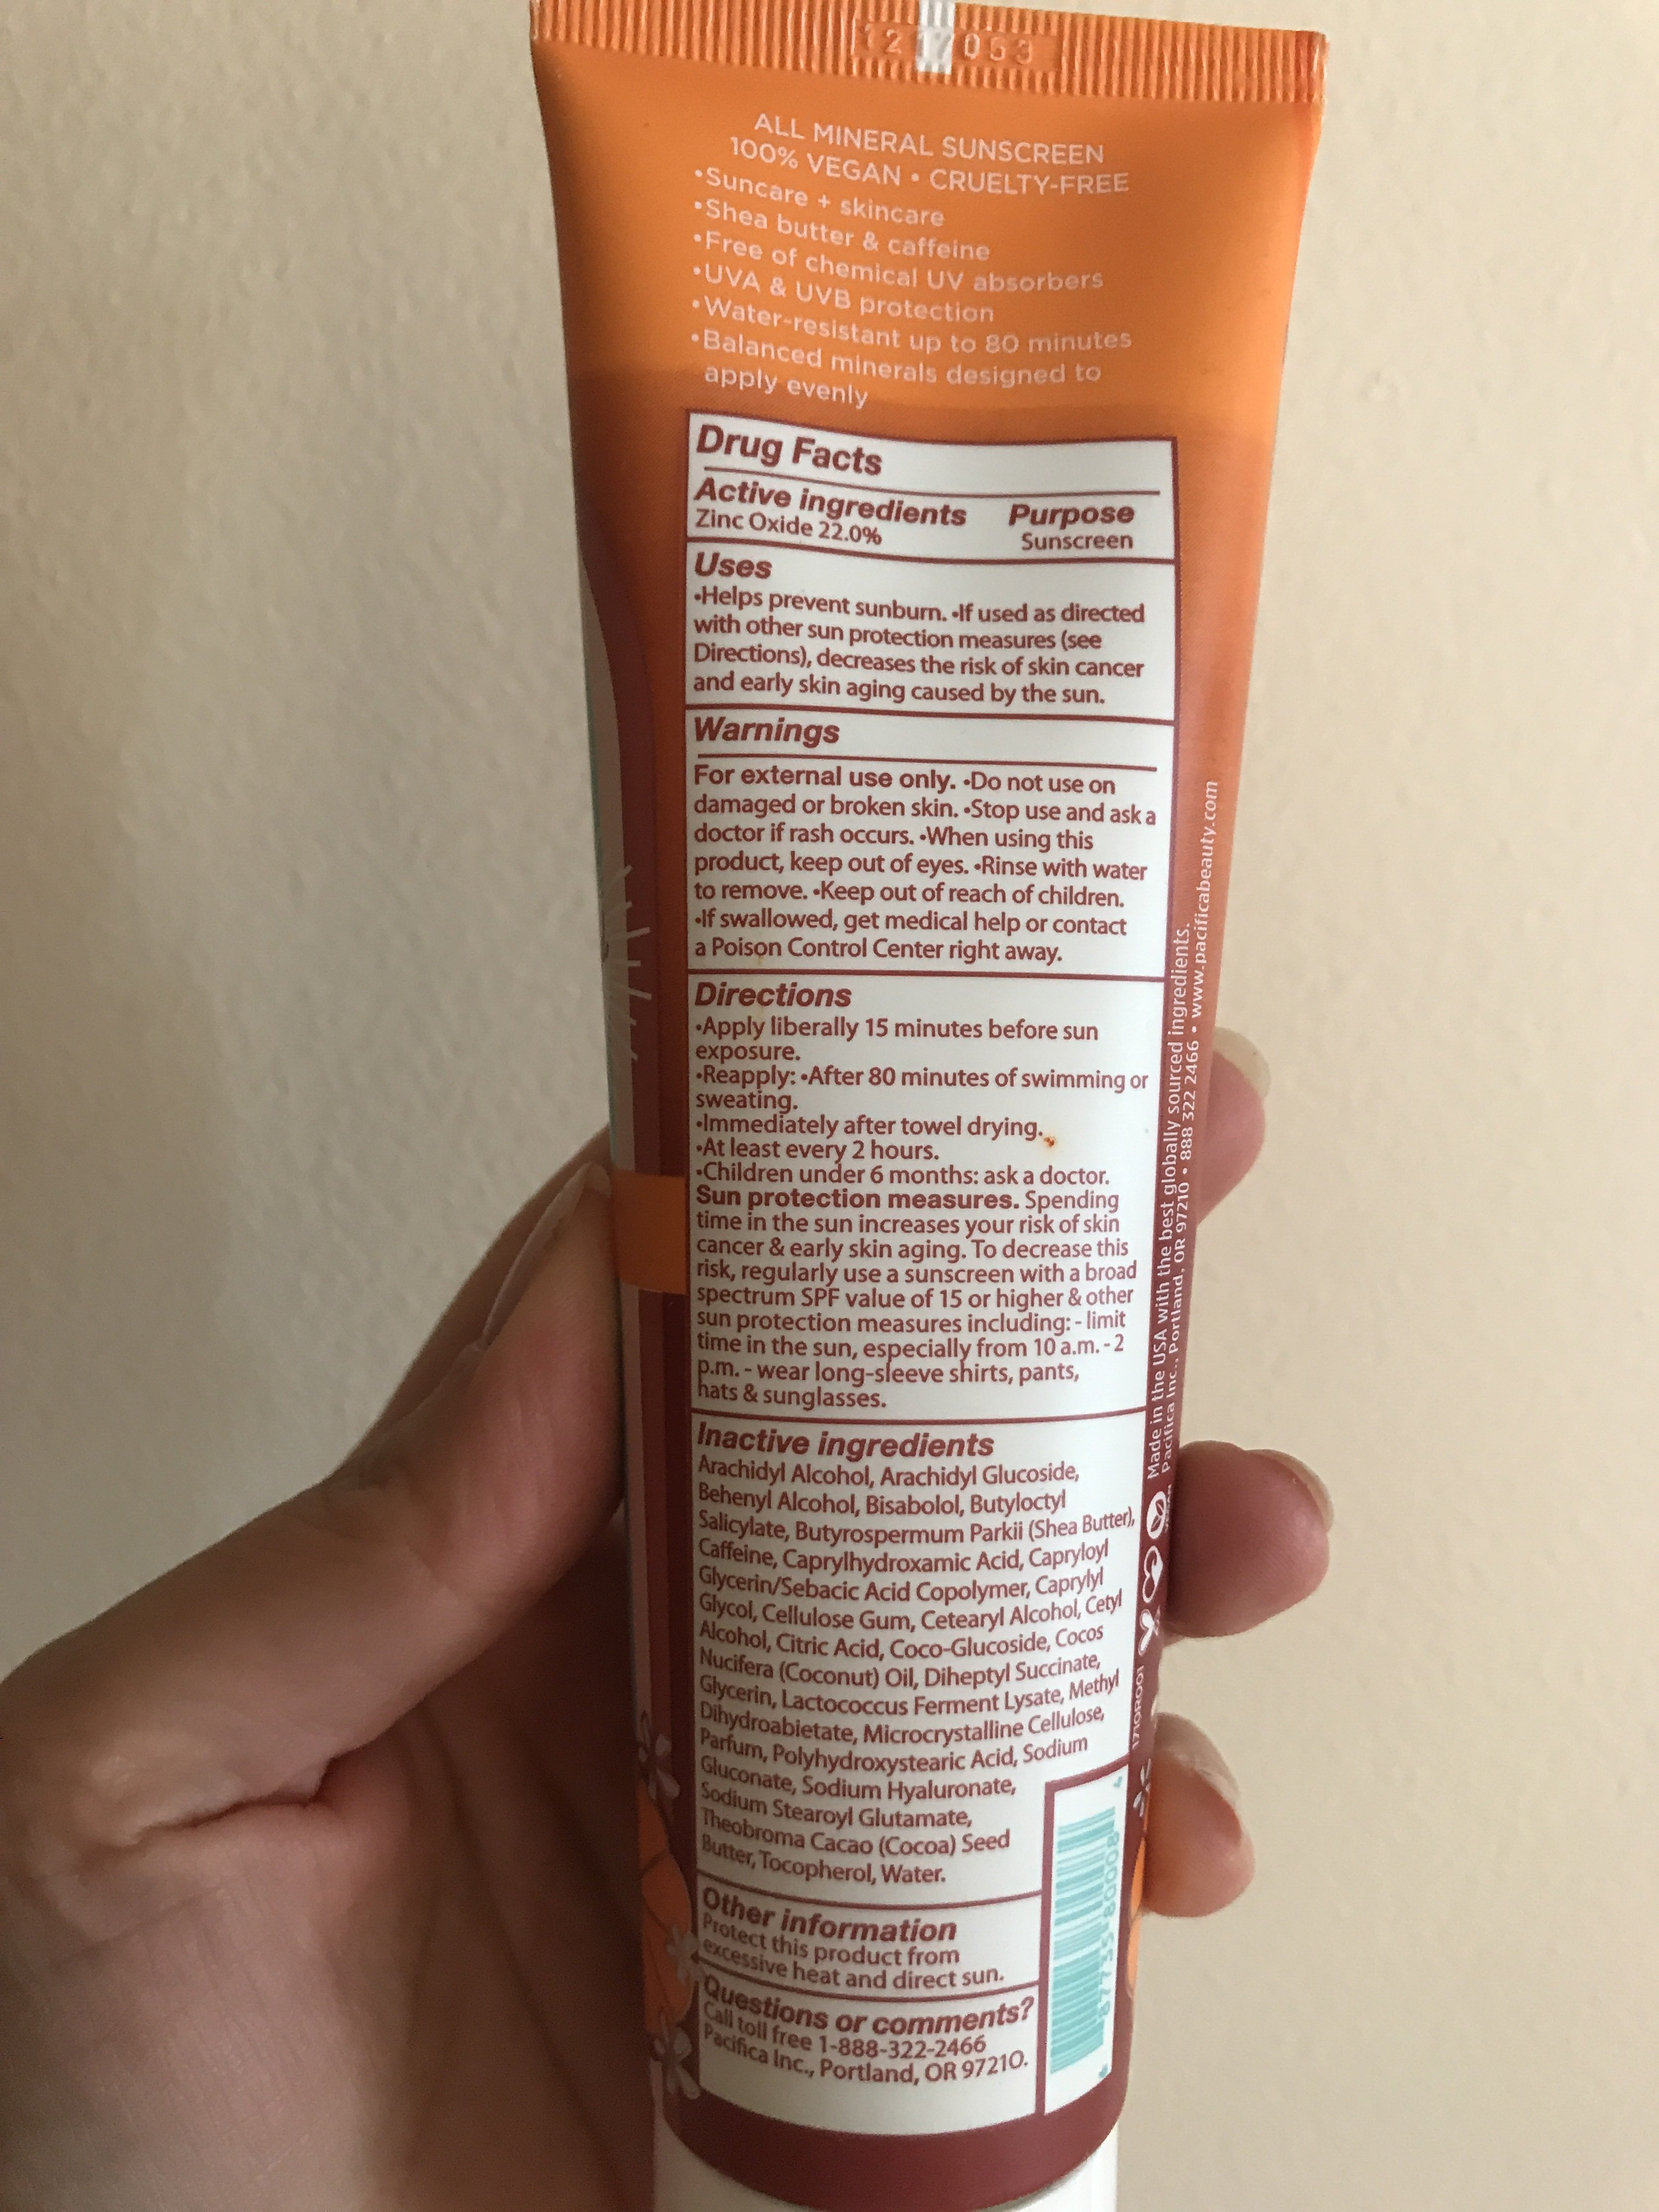 1217053
ALL MINERAL SUNSCREEN
100% VEGAN • CRUELTY-FREE
•Suncare + skincare
•Shea butter & caffeine
•Free of chemical UV absorbers
•UVA & UVB protection
•Water-resistant up to 80 minutes
•Balanced minerals designed to
apply evenly
Drug Facts
Active ingredients Purpose
Zinc Oxide 22.0% Sunscreen
Uses
•Helps prevent sunburn. •If used as directed
with other sun protection measures (see
Directions), decreases the risk of skin cancer
and early skin aging caused by the sun.
Warnings
For external use only. •Do not use on
damaged or broken skin. •Stop use and ask a
doctor if rash occurs. •When using this
product, keep out of eyes. •Rinse with water
to remove. •Keep out of reach of children.
•If swallowed, get medical help or contact
a Poison Control Center right away.
Directions
•Apply liberally 15 minutes before sun
exposure.
•Reapply: •After 80 minutes of swimming or
sweating.
•Immediately after towel drying.
•At least every 2 hours.
•Children under 6 months: ask a doctor.
Sun protection measures. Spending
time in the sun increases your risk of skin
cancer & early skin aging. To decrease this
risk, regularly use a sunscreen with a broad
spectrum SPF value of 15 or higher & other
sun protection measures including: - limit
time in the sun, especially from 10 a.m. - 2
p.m. - wear long-sleeve shirts, pants,
hats & sunglasses.
Inactive ingredients
Arachidyl Alcohol, Arachidyl Glucoside,
Behenyl Alcohol, Bisabolol, Butyloctyl
Salicylate, Butyrospermum Parkii (Shea Butter),
Caffeine, Caprylhydroxamic Acid, Capryloyl
Glycerin/Sebacic Acid Copolymer, Caprylyl
Glycol, Cellulose Gum, Cetearyl Alcohol, Cetyl
Alcohol, Citric Acid, Coco-Glucoside, Cocos
Nucifera (Coconut) Oil, Diheptyl Succinate,
Glycerin, Lactococcus Ferment Lysate, Methyl
Dihydroabietate, Microcrystalline Cellulose,
Parfum, Polyhydroxystearic Acid, Sodium
Gluconate, Sodium Hyaluronate,
Sodium Stearoyl Glutamate,
Theobroma Cacao (Cocoa) Seed
Butter, Tocopherol, Water.
Other information
Protect this product from
excessive heat and direct sun.
Questions or comments?
Call toll free 1-888-322-2466
Pacifica Inc., Portland, OR 97210.
Made in the USA with the best globally sourced ingredients.
Pacifica Inc., Portland, OR 97210 • 888 322 2466 • www.pacificabeauty.com
171OR001